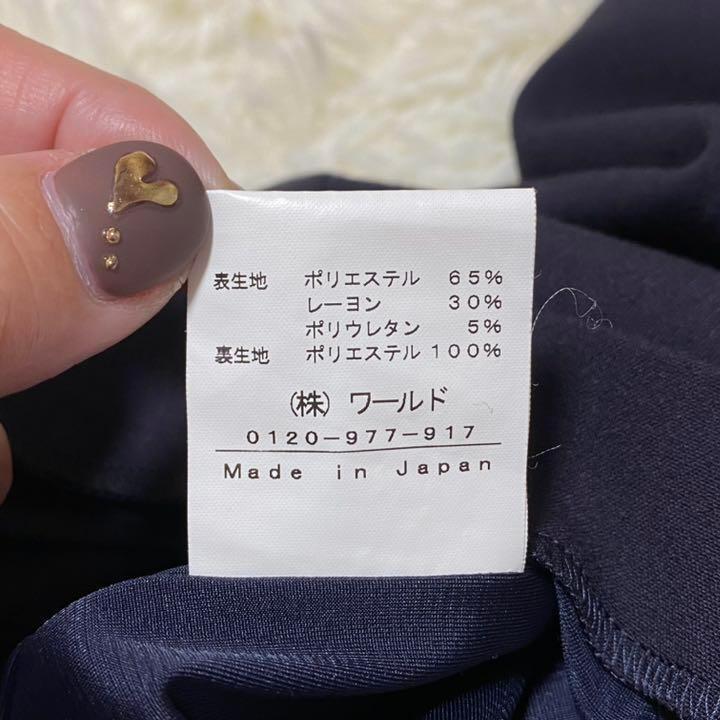 表生地 ポリエステル 65%
レーヨン 30%
ポリウレタン 5%
裏生地 ポリエステル 100%
(株) ワールド
0120-977-917
Made in Japan